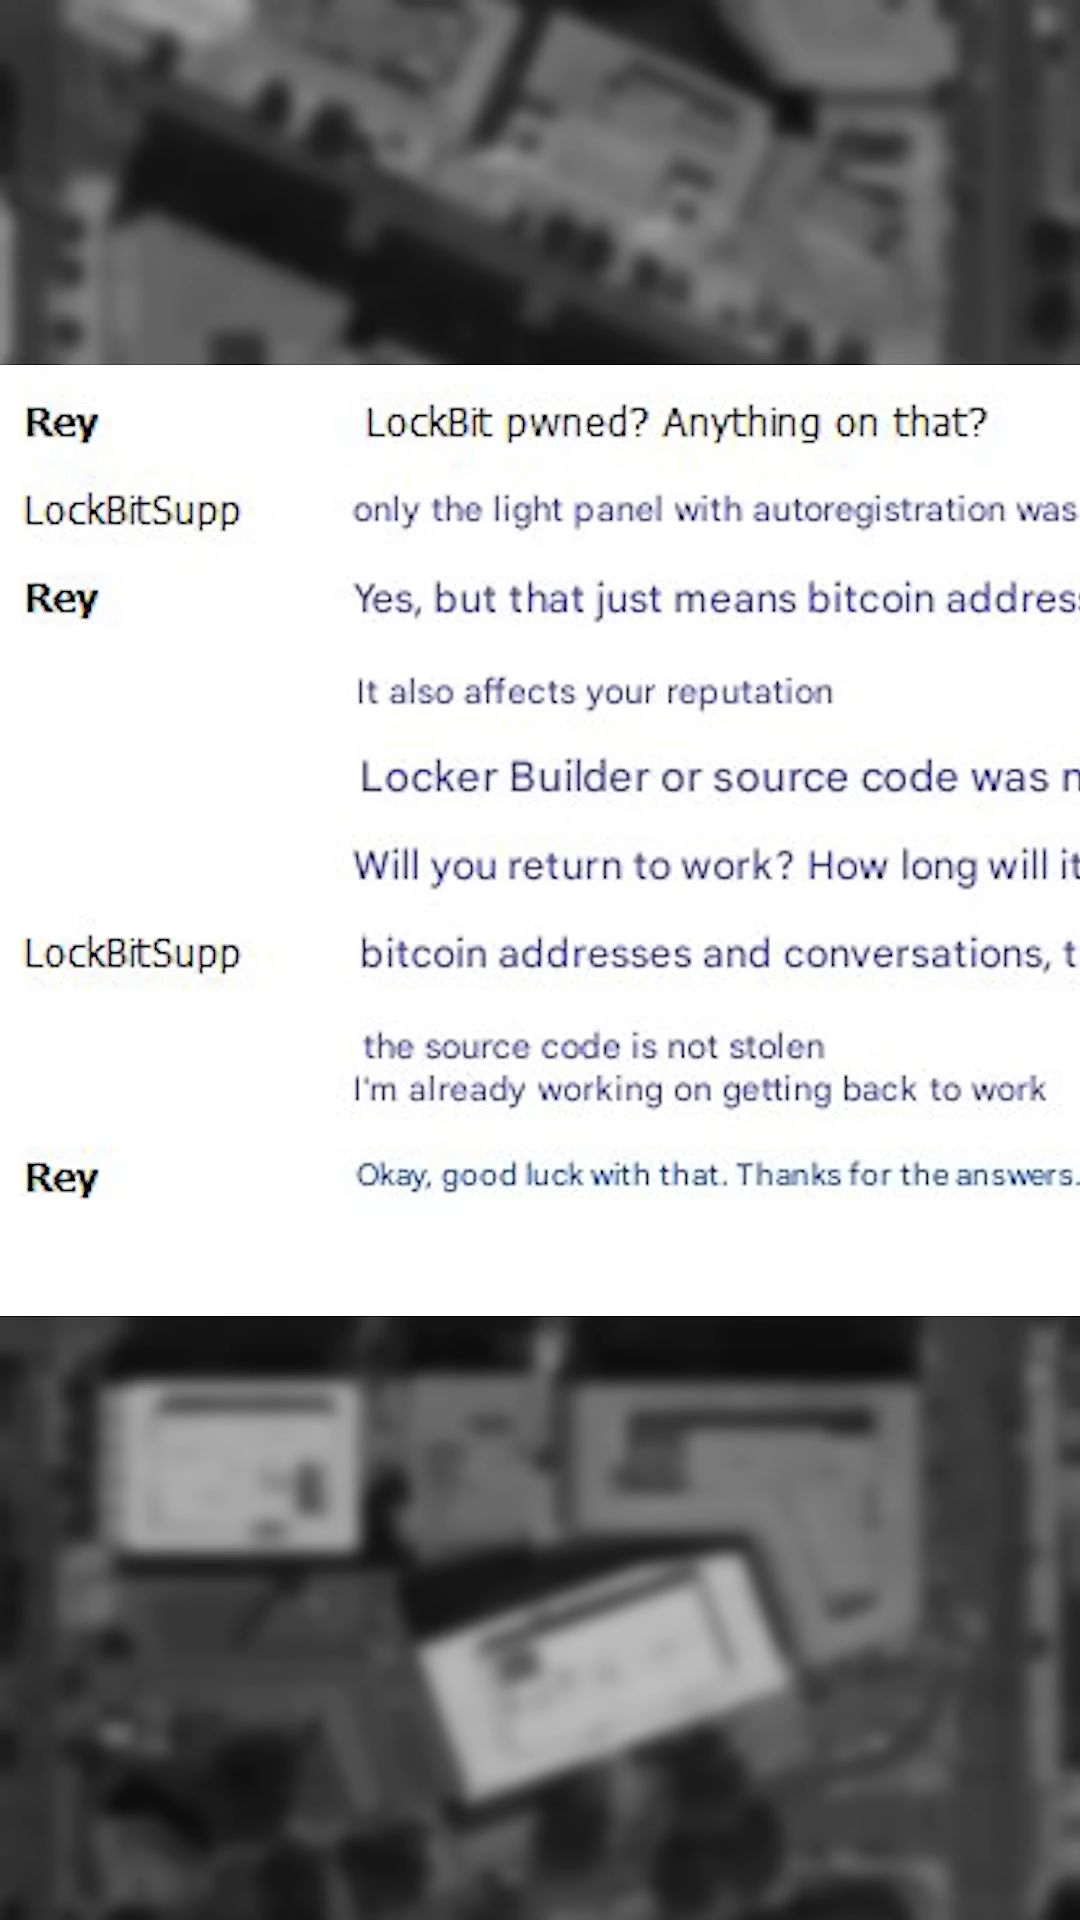 Rey LockBit pwned? Anything on that?
LockBitSupp only the light panel with autoregistration was
Rey Yes, but that just means bitcoin
It also affects your reputation
Locker Builder or source code was
Will you return to work? How long will
LockBitSupp bitcoin addresses and conversations,
the source code is not stolen
I'm already working on getting back to work
Rey Okay, good luck with that. Thanks for the answers.